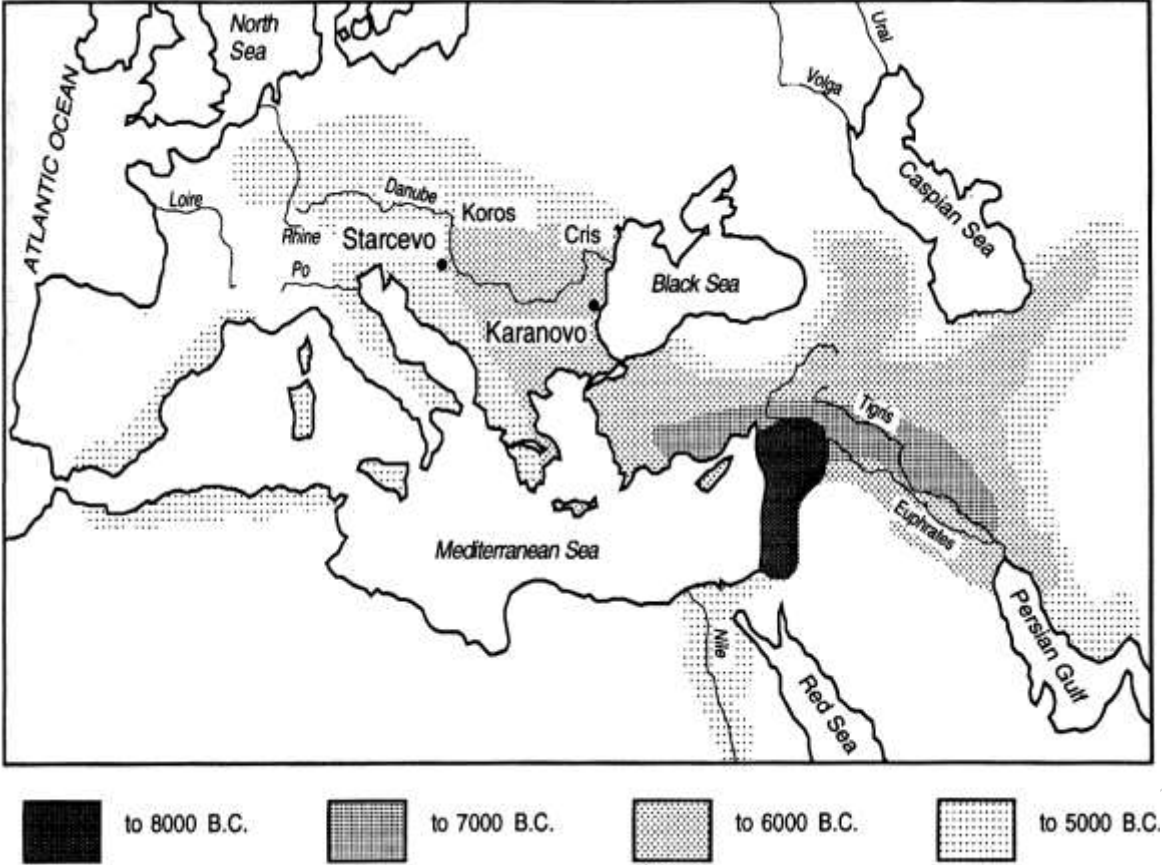 North
Sea
ATLANTIC OCEAN
Ural
Volga
Caspian Sea
Loire
Rhine
Danube
Koros
Starcevo
Cris
Po
Black Sea
Karanovo
Tigris
Euphrates
Mediterranean Sea
Nile
Red Sea
Persian Gulf
to 8000 B.C.
to 7000 B.C.
to 6000 B.C.
to 5000 B.C.